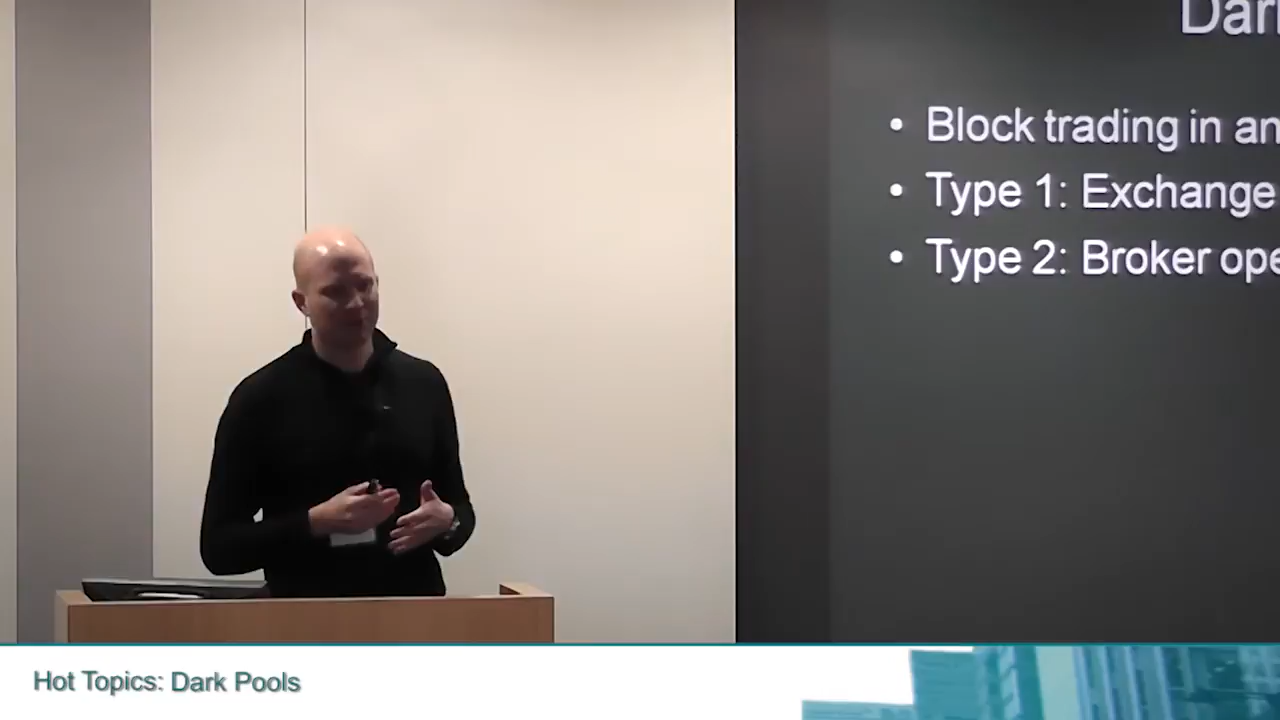 Dar
• Block trading in an
• Type 1: Exchange
• Type 2: Broker ope
Hot Topics: Dark Pools